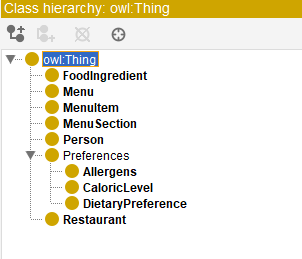 Class hierarchy: owl:Thing
owl:Thing
FoodIngredient
Menu
MenuItem
MenuSection
Person
Preferences
Allergens
CaloricLevel
DietaryPreference
Restaurant